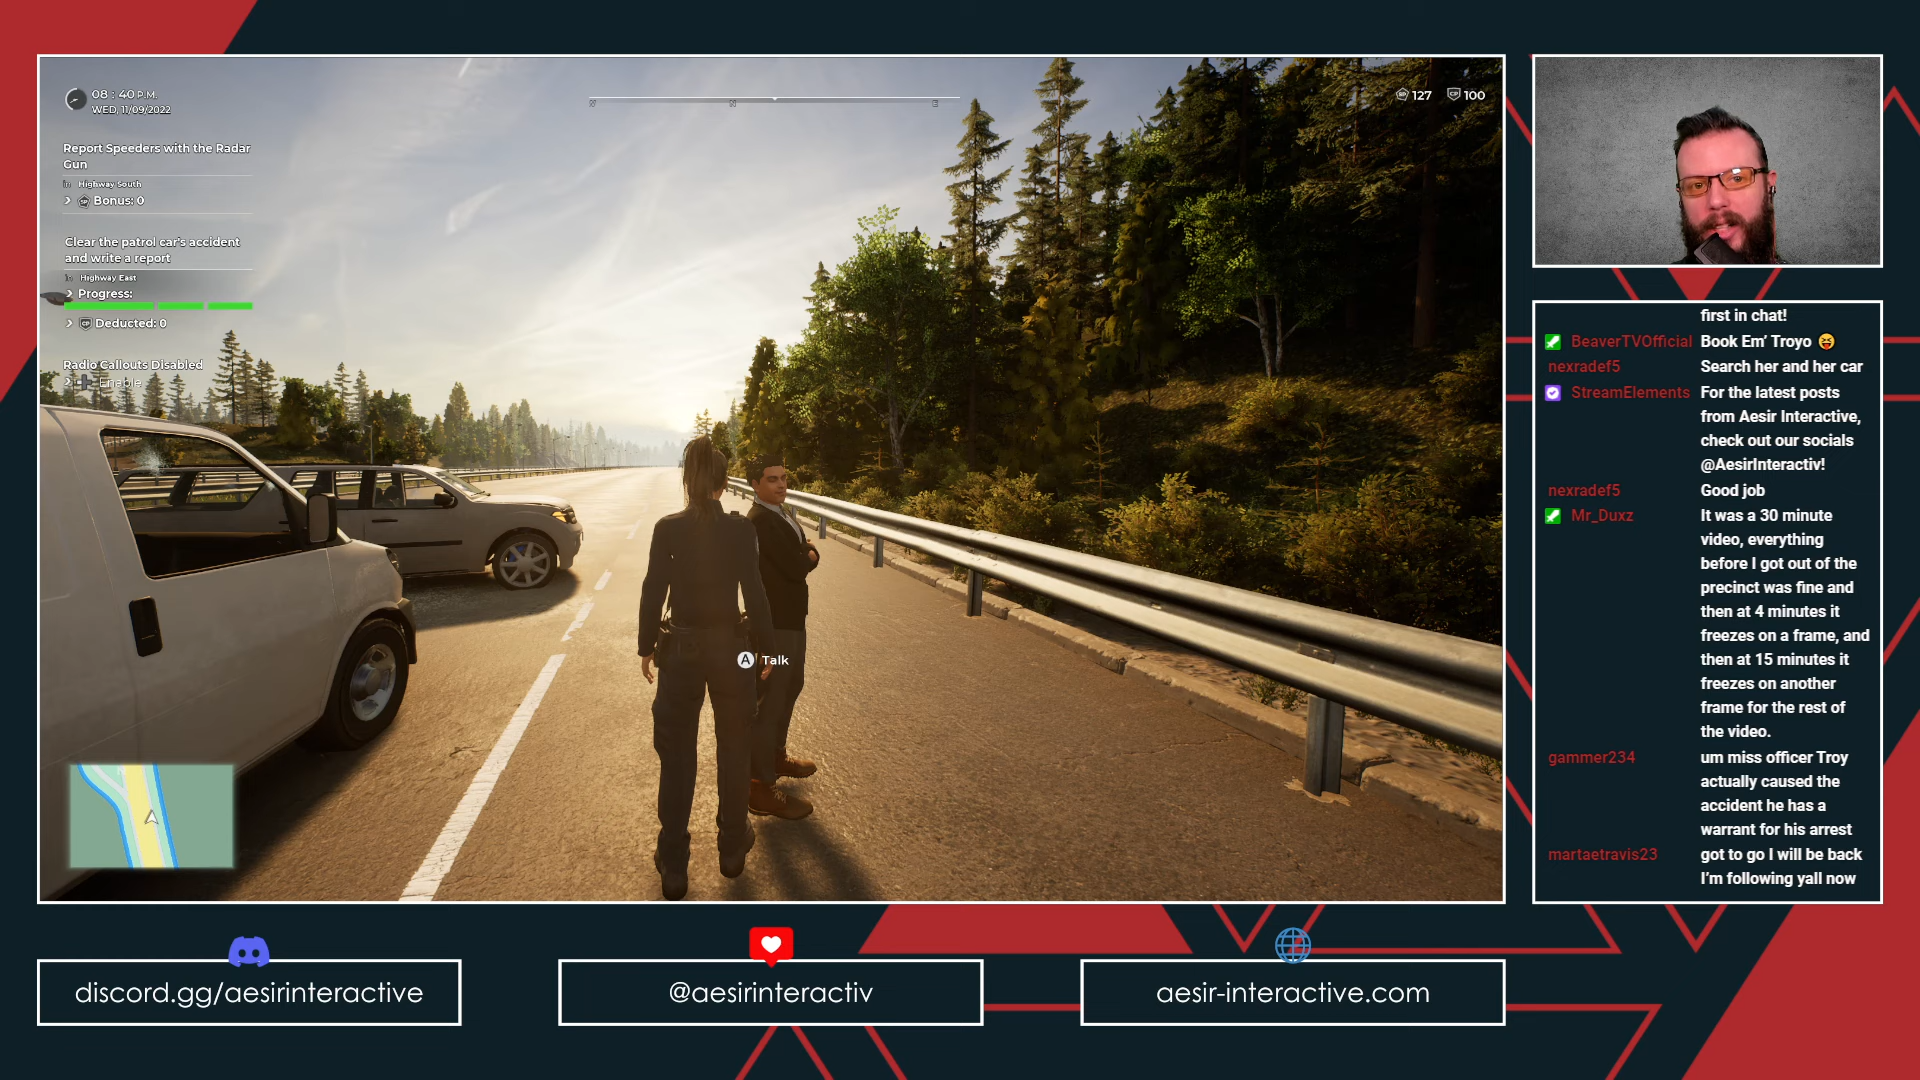 08 : 40 P.M.
WED, 11/09/2022
N
E
127
100
Report Speeders with the Radar
Gun
in Highway South
Bonus: 0
Clear the patrol car's accident
and write a report
in Highway East
Progress:
Deducted: 0
Radio Callouts Disabled
Enable
A Talk
first in chat!
BeaverTVOfficial Book Em' Troyo
nexradef5 Search her and her car
StreamElements For the latest posts
from Aesir Interactive,
check out our socials
@AesirInteractiv!
nexradef5 Good job
Mr_Duxz It was a 30 minute
video, everything
before I got out of the
precinct was fine and
then at 4 minutes it
freezes on a frame, and
then at 15 minutes it
freezes on another
frame for the rest of
the video.
gammer234 um miss officer Troy
actually caused the
accident he has a
warrant for his arrest
martaetravis23 got to go I will be back
I'm following yall now
discord.gg/aesirinteractive
@aesirinteractiv
aesir-interactive.com